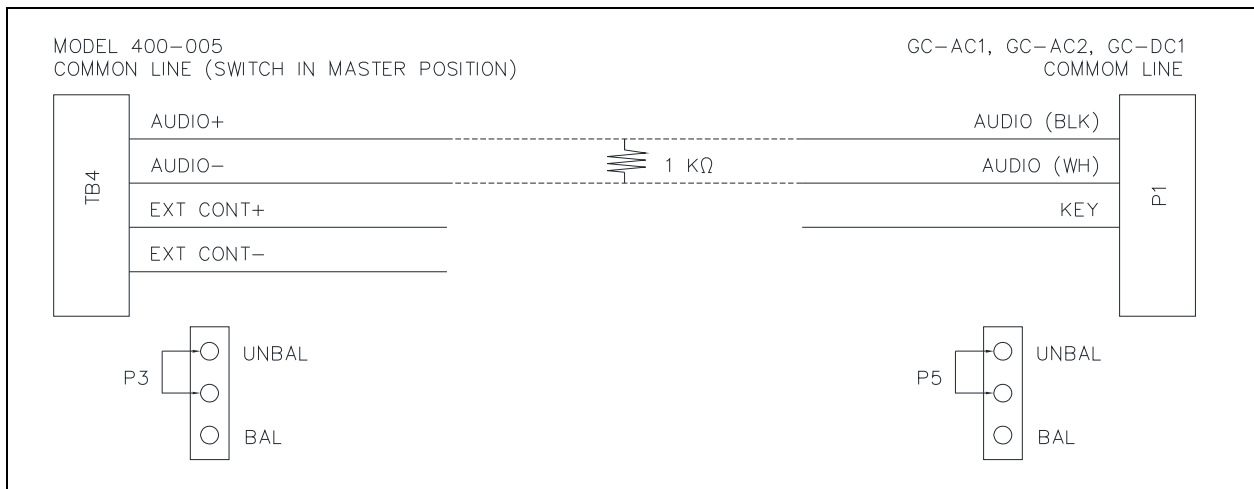 MODEL 400-005
COMMON LINE (SWITCH IN MASTER POSITION)
GC-AC1, GC-AC2, GC-DC1
COMMOM LINE
TB4
AUDIO+
AUDIO-
EXT CONT+
EXT CONT-
1 KΩ
AUDIO (BLK)
AUDIO (WH)
KEY
P1
P3
UNBAL
BAL
P5
UNBAL
BAL